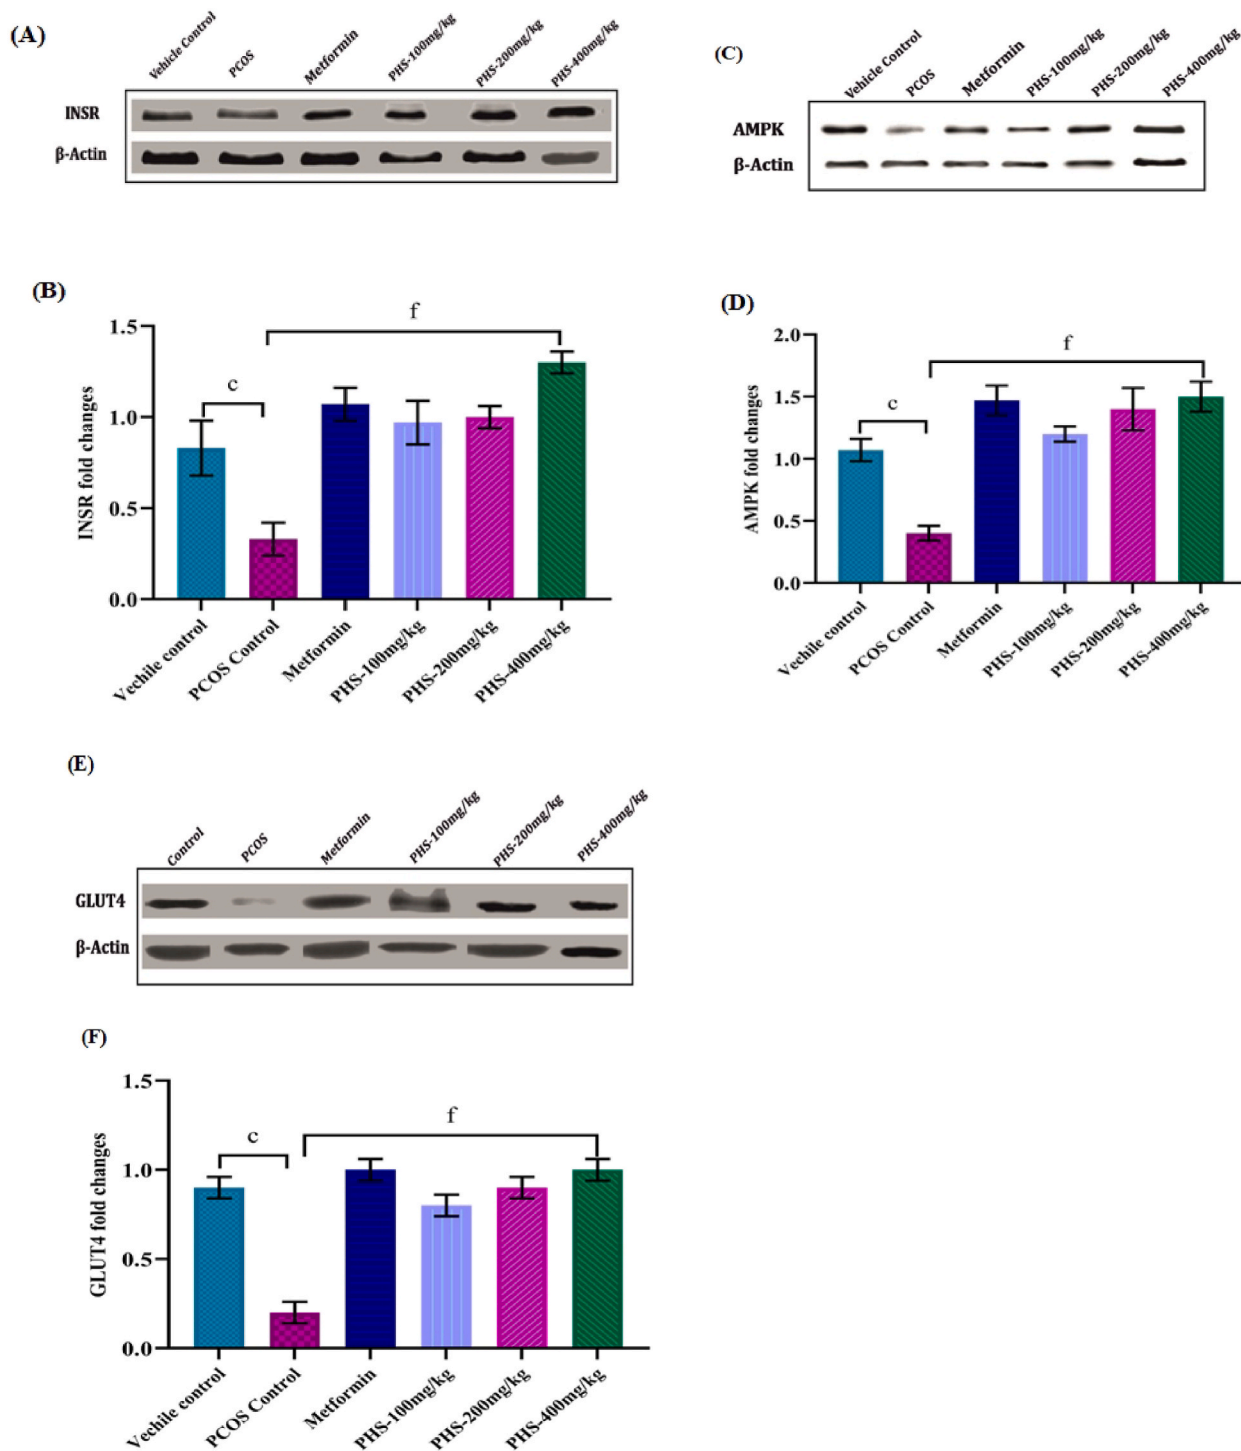 (A)
Vehicle Control
PCOS
Metformin
PHS-100mg/kg
PHS-200mg/kg
PHS-400mg/kg
INSR
β-Actin
(C)
Vehicle Control
PCOS
Metformin
PHS-100mg/kg
PHS-200mg/kg
PHS-400mg/kg
AMPK
β-Actin
(B)
INSR fold changes
1.5
1.0
0.5
0.0
c
f
Vechile control
PCOS Control
Metformin
PHS-100mg/kg
PHS-200mg/kg
PHS-400mg/kg
(D)
AMPK fold changes
2.0
1.5
1.0
0.5
0.0
c
f
Vechile control
PCOS Control
Metformin
PHS-100mg/kg
PHS-200mg/kg
PHS-400mg/kg
(E)
Control
PCOS
Metformin
PHS-100mg/kg
PHS-200mg/kg
PHS-400mg/kg
GLUT4
β-Actin
(F)
GLUT4 fold changes
1.5
1.0
0.5
0.0
c
f
Vechile control
PCOS Control
Metformin
PHS-100mg/kg
PHS-200mg/kg
PHS-400mg/kg